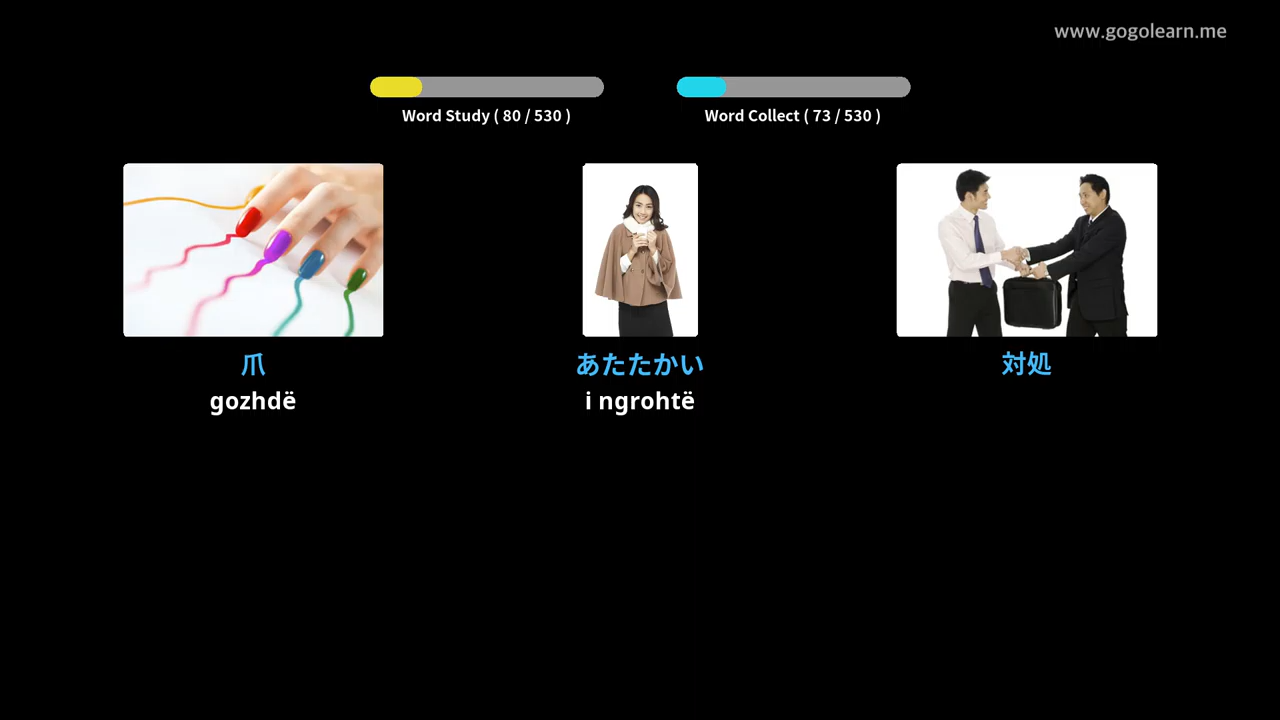 www.gogolearn.me
Word Study ( 80 / 530 )
Word Collect ( 73 / 530 )
爪
gozhdë
あたたかい
i ngrohtë
対処